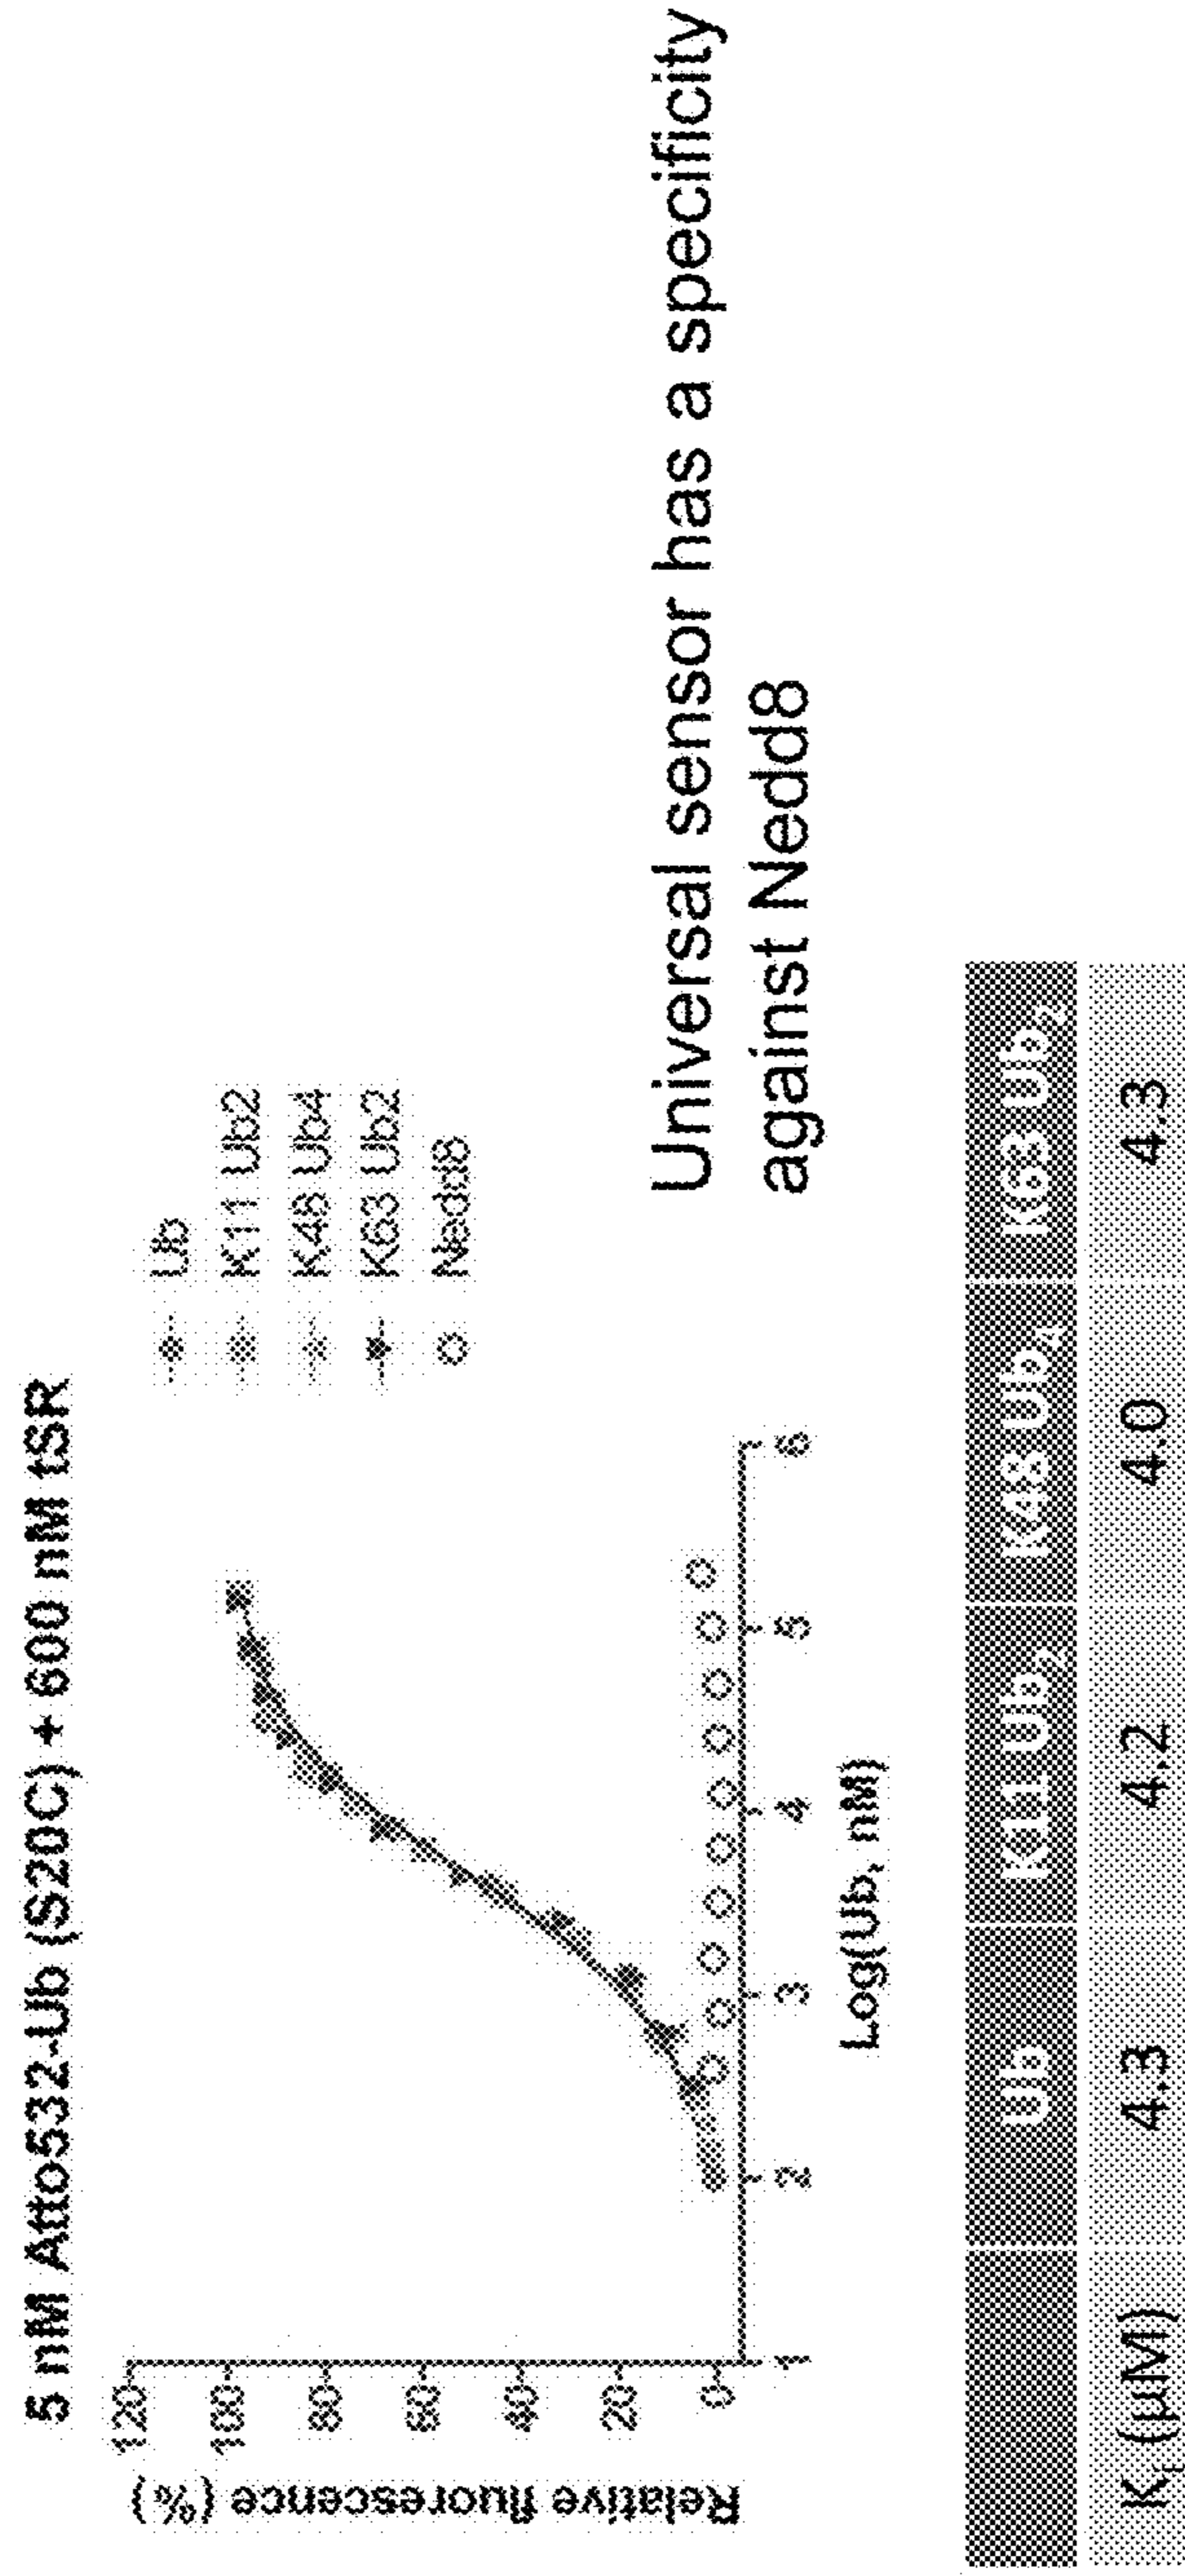 5 nM Atto532-Ub (S20C) + 600 nM tSR
Relative fluorescence (%)
120
100
80
60
40
20
0
1 2 3 4 5 6
Log(Ub, nM)
Ub
K11 Ub2
K48 Ub4
K63 Ub2
Nedd8
Universal sensor has a specificity
against Nedd8
Ub K11 Ub₂ K48 Ub₄ K63 Ub₂
Kᵢ (µM) 4.3 4.2 4.0 4.3